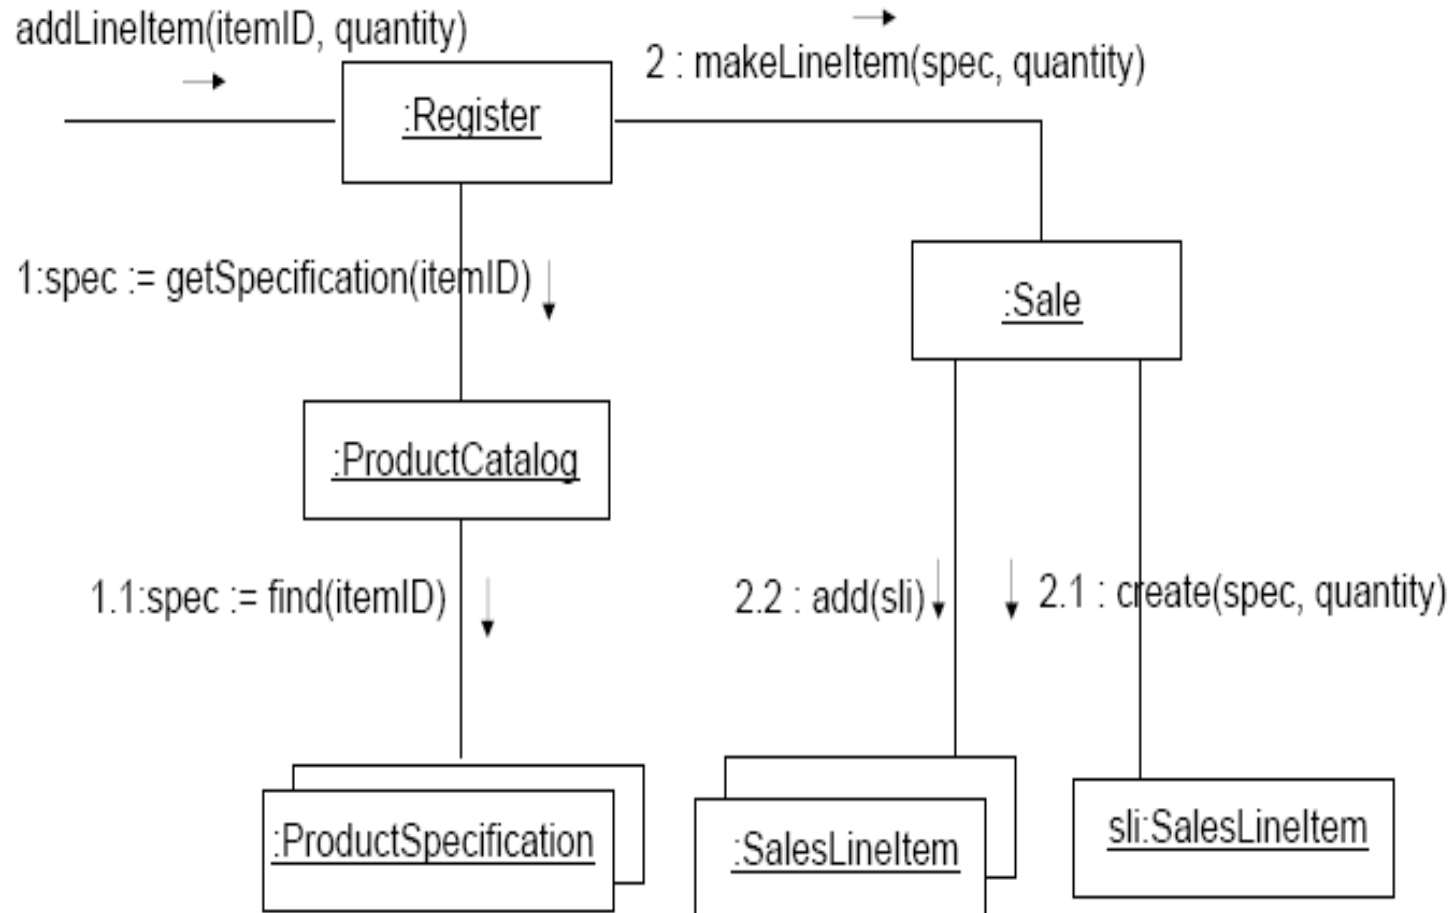 addLineItem(itemID, quantity)
2 : makeLineItem(spec, quantity)
:Register
1:spec := getSpecification(itemID)
:Sale
:ProductCatalog
1.1:spec := find(itemID)
2.2 : add(sli)
2.1 : create(spec, quantity)
:ProductSpecification
:SalesLineItem
sli:SalesLineItem